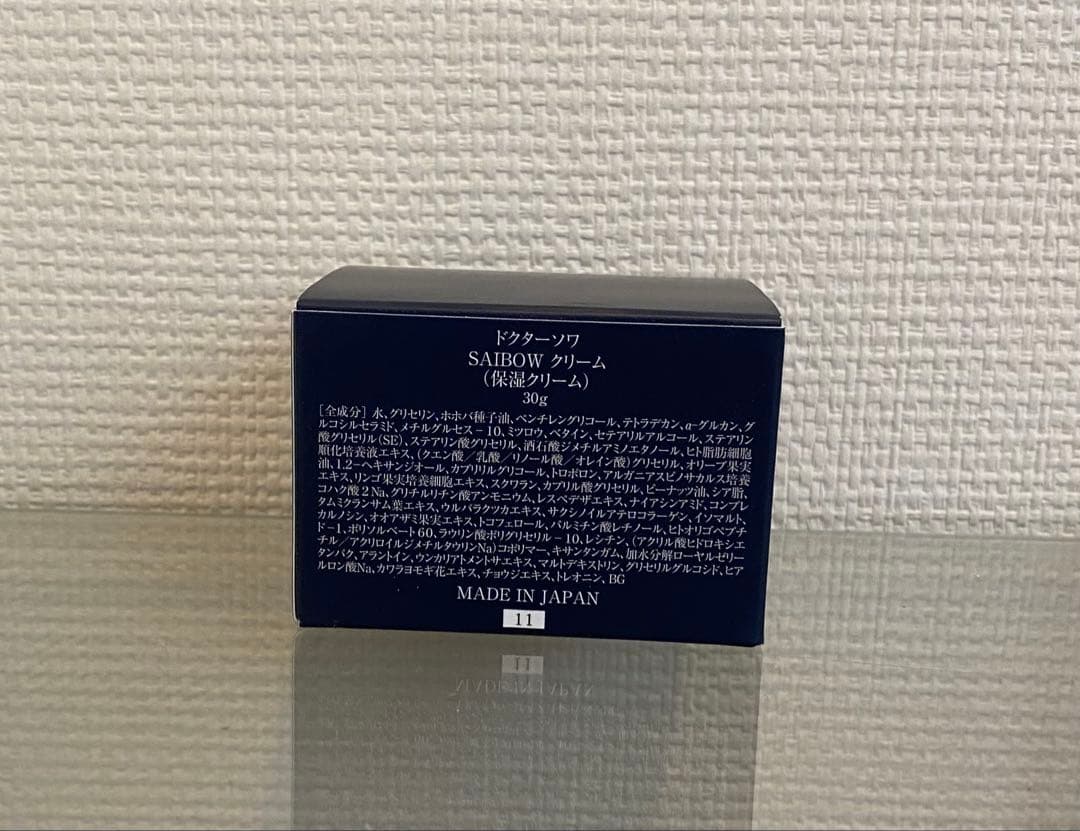 ドクターソワ
SAIBOW クリーム
（保湿クリーム）
30g
［全成分］水、グリセリン、ホホバ種子油、ペンチレングリコール、テトラデカン、α-グルカン、グ
ルコシルセラミド、メチルグルセス－10、ミツロウ、ベタイン、セテアリルアルコール、ステアリン
酸グリセリル（SE）、ステアリン酸グリセリル、酒石酸ジメチルアミノエタノール、ヒト脂肪細胞
順化培養液エキス、（クエン酸／乳酸／リノール酸／オレイン酸）グリセリル、オリーブ果実
油、1,2－ヘキサンジオール、カプリリルグリコール、トロポロン、アルガニアスピノサカルス培養
エキス、リンゴ果実培養細胞エキス、スクワラン、カプリル酸グリセリル、ピーナッツ油、シア脂、
コハク酸2Na、グリチルリチン酸アンモニウム、レスペデザエキス、ナイアシンアミド、コンブレ
タムミクランサム葉エキス、ウルバラクツカエキス、サクシノイルアテロコラーゲン、イソマルト、
カルノシン、オオアザミ果実エキス、トコフェロール、パルミチン酸レチノール、ヒトオリゴペプチ
ド－1、ポリソルベート60、ラウリン酸ポリグリセリル－10、レシチン、（アクリル酸ヒドロキシエ
チル／アクリロイルジメチルタウリンNa）コポリマー、キサンタンガム、加水分解ローヤルゼリー
タンパク、アラントイン、ウンカリアトメントサエキス、マルトデキストリン、グリセリルグルコシド、ヒア
ルロン酸Na、カワラヨモギ花エキス、チョウジエキス、トレオニン、BG
MADE IN JAPAN
11